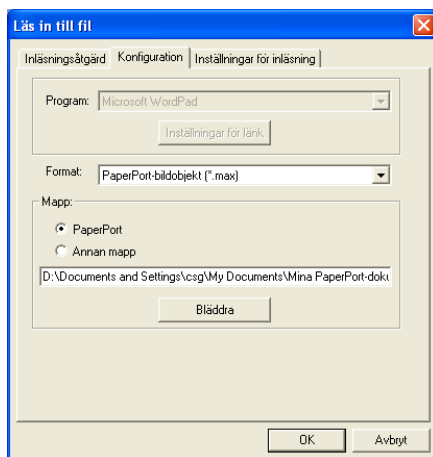 Läs in till fil
Inläsningsåtgärd Konfiguration Inställningar för inläsning
Program: Microsoft WordPad
Inställningar för länk
Format: PaperPort-bildobjekt (*.max)
Mapp:
PaperPort
Annan mapp
D:\Documents and Settings\csg\My Documents\Mina PaperPort-doku
Bläddra
OK Avbryt